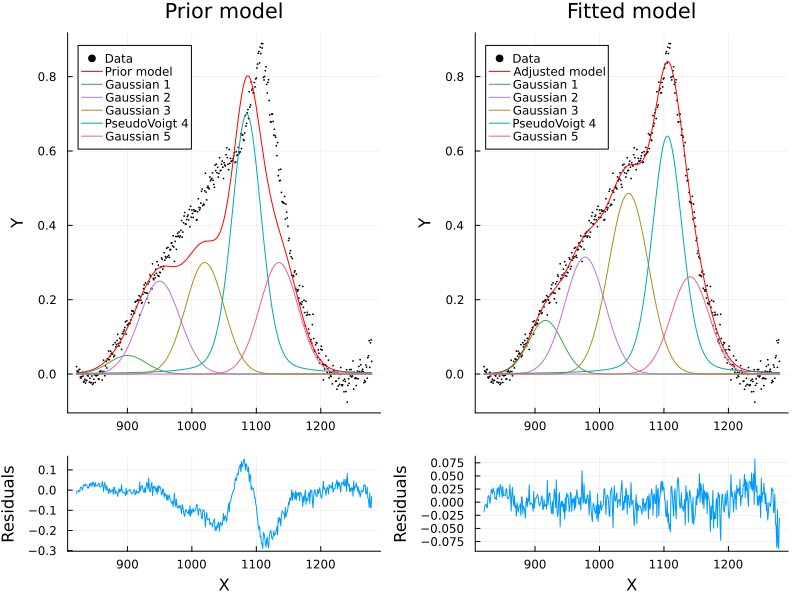 Prior model
Data
Prior model
Gaussian 1
Gaussian 2
Gaussian 3
PseudoVoigt 4
Gaussian 5
Y
0.8
0.6
0.4
0.2
0.0
900 1000 1100 1200
Residuals
0.1
0.0
-0.1
-0.2
-0.3
900 1000 1100 1200
X
Fitted model
Data
Adjusted model
Gaussian 1
Gaussian 2
Gaussian 3
PseudoVoigt 4
Gaussian 5
Y
0.8
0.6
0.4
0.2
0.0
900 1000 1100 1200
Residuals
0.075
0.050
0.025
0.000
-0.025
-0.050
-0.075
900 1000 1100 1200
X